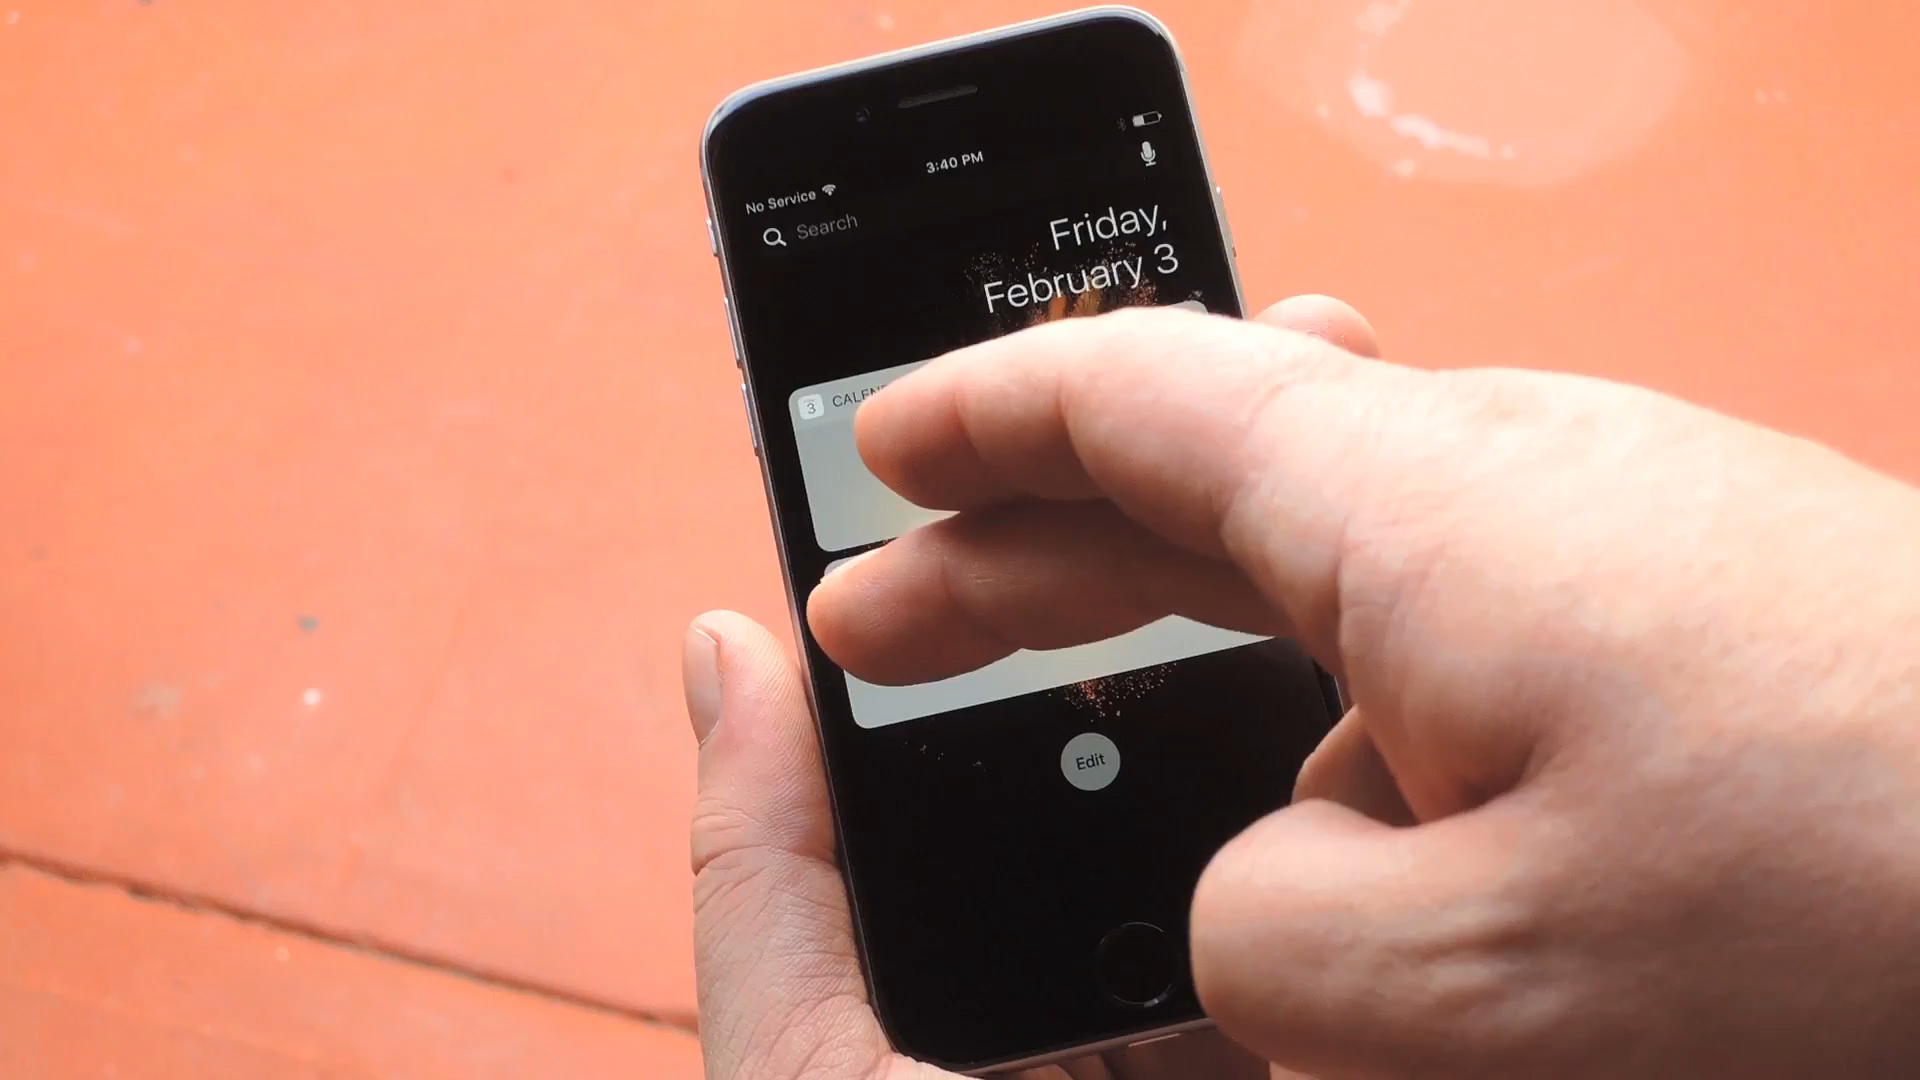 3:40 PM
No Service
Search
Friday,
February 3
3
Edit